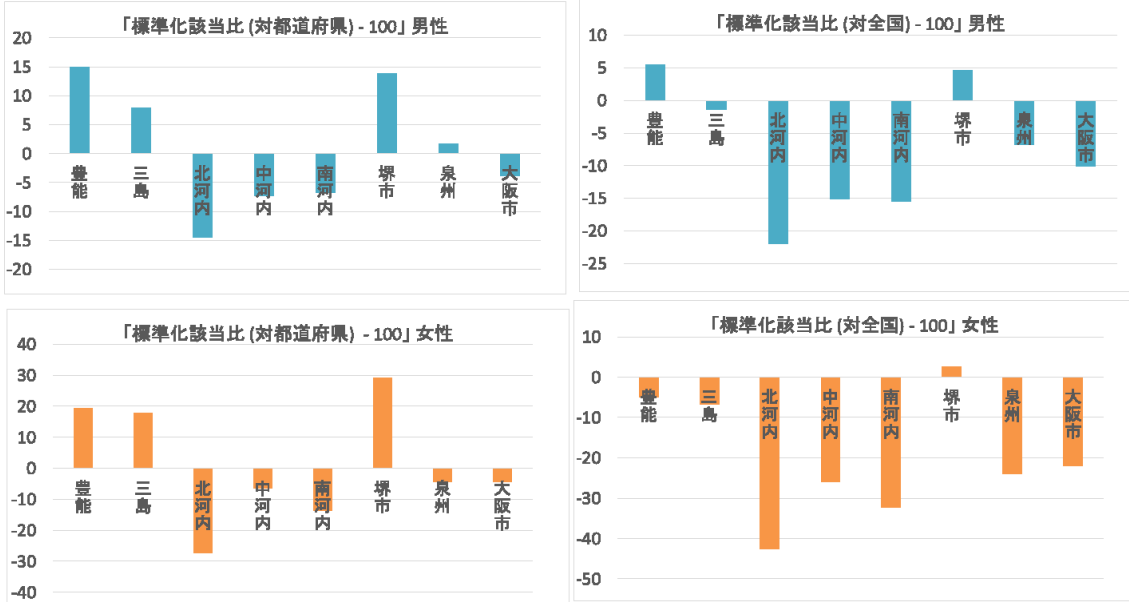 「標準化該当比 (対都道府県) - 100」 男性
20
15
10
5
0
-5
-10
-15
-20
豊能
三島
北河内
中河内
南河内
堺市
泉州
大阪市
「標準化該当比 (対全国) - 100」 男性
10
5
0
-5
-10
-15
-20
-25
豊能
三島
北河内
中河内
南河内
堺市
泉州
大阪市
「標準化該当比 (対都道府県) - 100」 女性
40
30
20
10
0
-10
-20
-30
-40
豊能
三島
北河内
中河内
南河内
堺市
泉州
大阪市
「標準化該当比 (対全国) - 100」 女性
10
0
-10
-20
-30
-40
-50
豊能
三島
北河内
中河内
南河内
堺市
泉州
大阪市